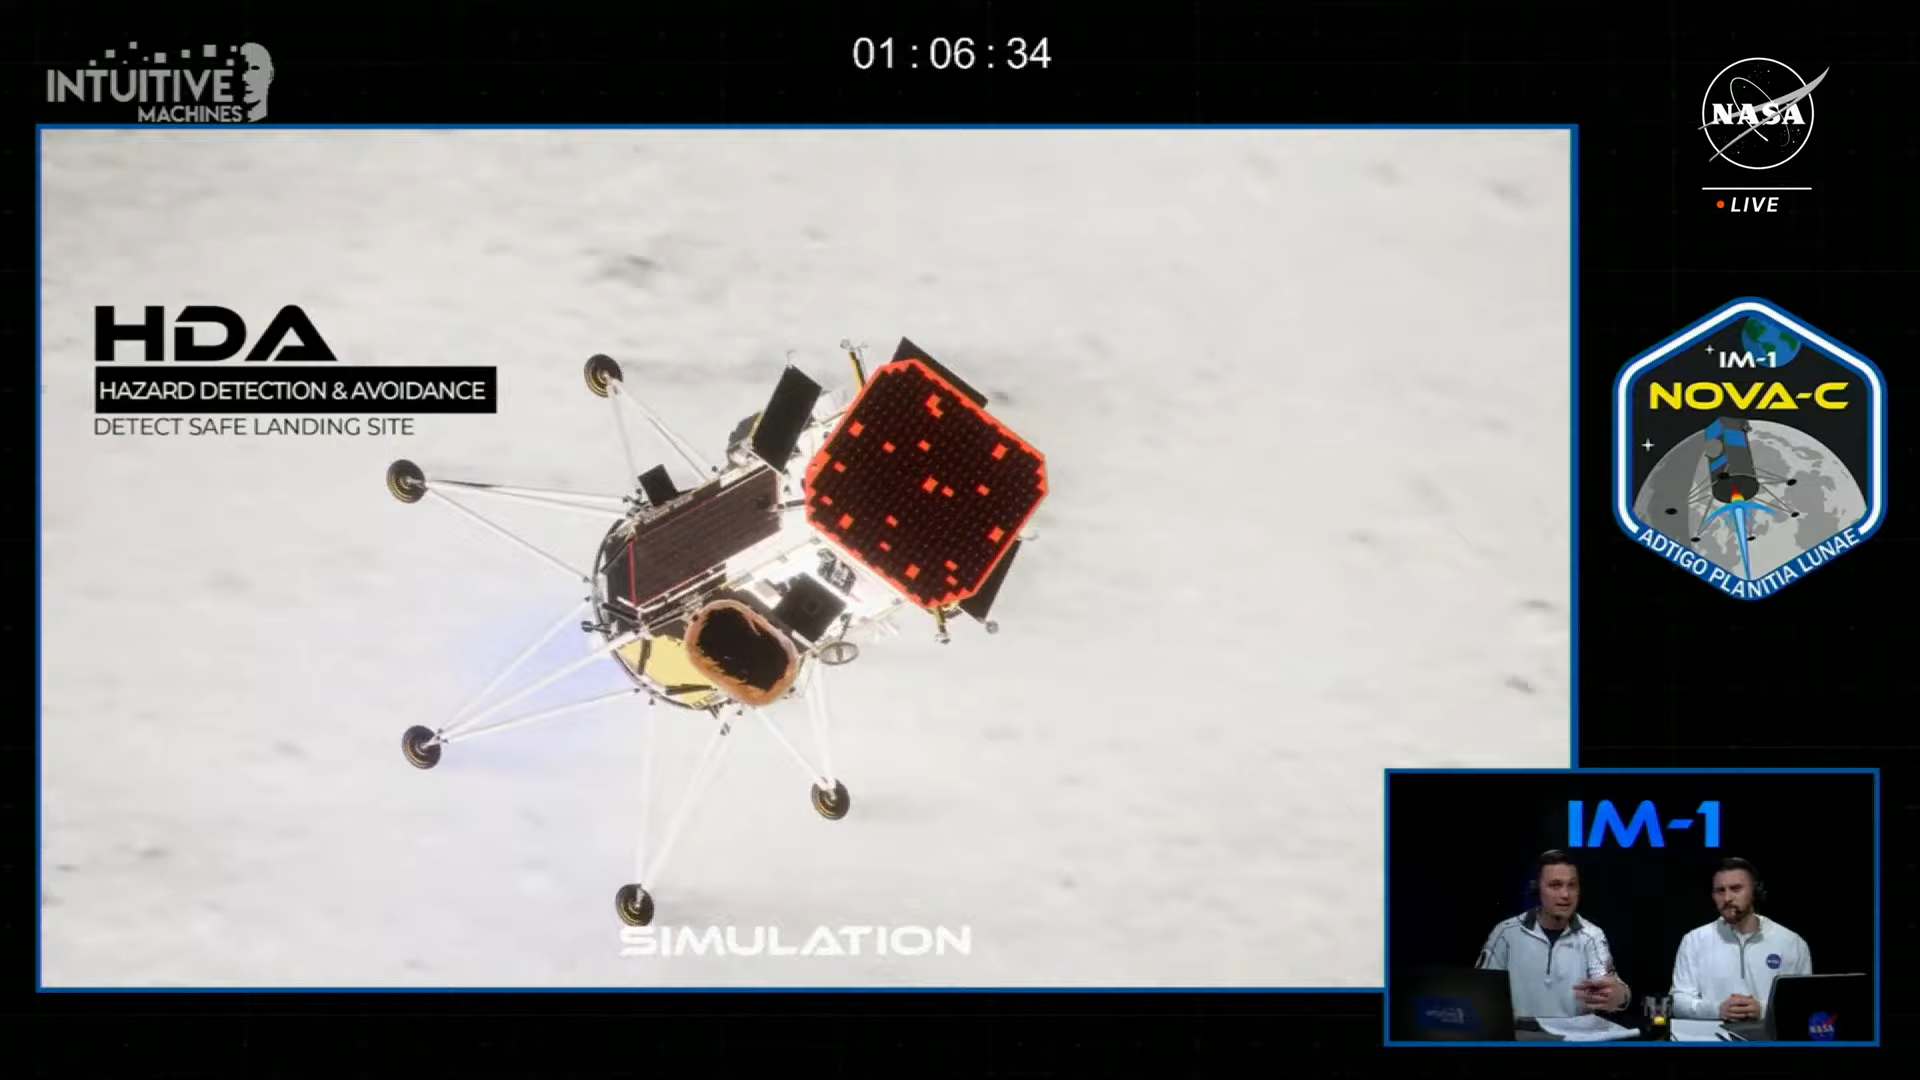 INTUITIVE
MACHINES
01 : 06 : 34
NASA
LIVE
HDA
HAZARD DETECTION & AVOIDANCE
DETECT SAFE LANDING SITE
IM-1
NOVA-C
ADTIGO PLANITIA LUNAE
IM-1
SIMULATION
NASA